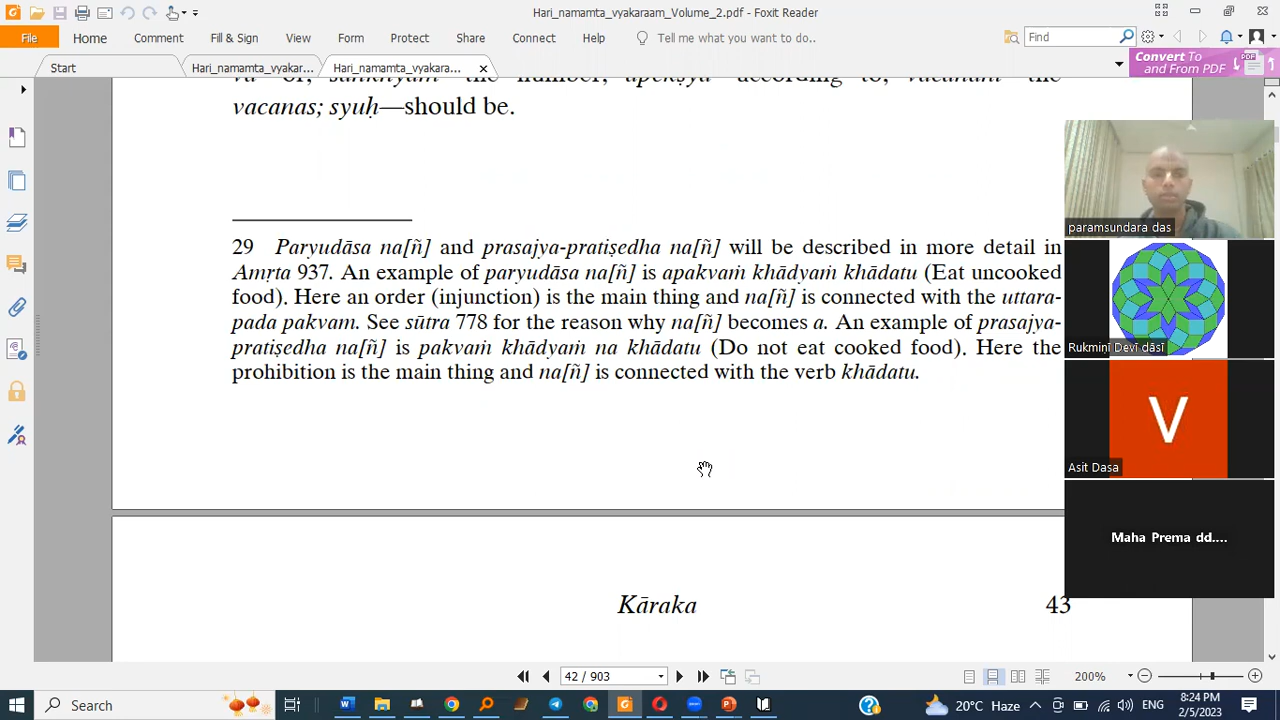 Hari_namamta_vyakaraam_Volume_2.pdf - Foxit Reader
File Home Comment Fill & Sign View Form Protect Share Connect Help Tell me what you want to do.. Find
Start Hari_namamta_vyakar... Hari_namamta_vyakara...
Convert To
and From PDF
the number; apekṣya—according to; vacanāni—the
vacanas; syuḥ—should be.
29 Paryudāsa na[ñ] and prasajya-pratiṣedha na[ñ] will be described in more detail in
Amṛta 937. An example of paryudāsa na[ñ] is apakvaṁ khādyaṁ khādatu (Eat uncooked
food). Here an order (injunction) is the main thing and na[ñ] is connected with the uttara-
pada pakvam. See sūtra 778 for the reason why na[ñ] becomes a. An example of prasajya-
pratiṣedha na[ñ] is pakvaṁ khādyaṁ na khādatu (Do not eat cooked food). Here the
prohibition is the main thing and na[ñ] is connected with the verb khādatu.
Kāraka 43
paramsundara das
Rukmiṇī Devī dāsī
V
Asit Dasa
Maha Prema dd....
42 / 903
200%
Search
20°C Haze
8:24 PM
2/5/2023